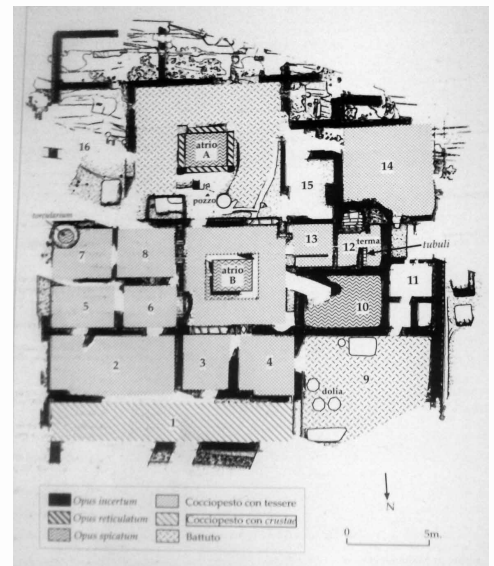 atrio
A
16
14
15
pozzo
torcularium
13
12 terma
tubuli
7
8
atrio
B
11
5
6
10
2
3
4
9
dolia
1
N
Opus incertum
Cocciopesto con tessere
Opus reticulatum
Cocciopesto con crustae
Opus spicatum
Battuto
0
5m.